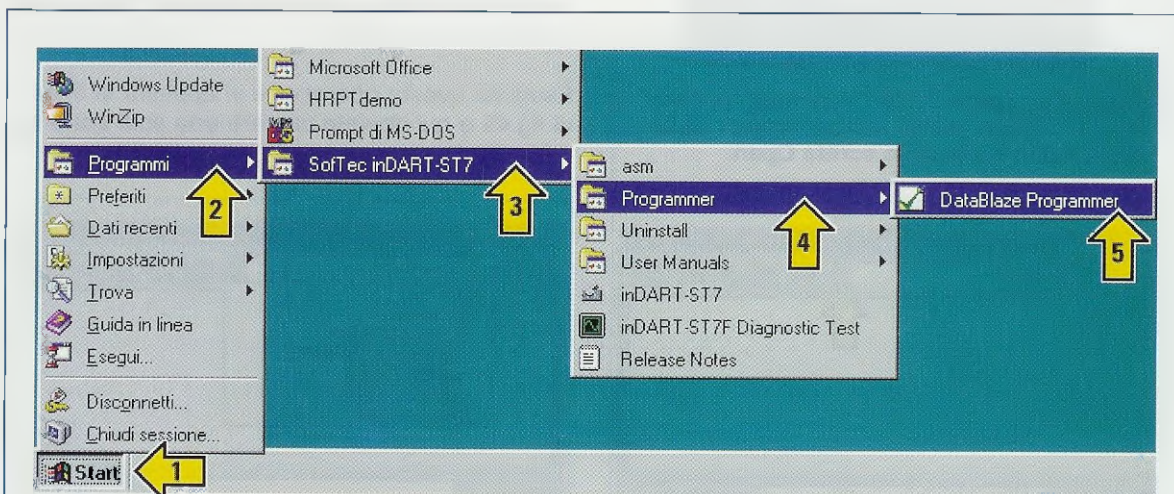 Windows Update
WinZip
Programmi
Preferiti
Dati recenti
Impostazioni
Trova
Guida in linea
Esegui...
Disconnetti...
Chiudi sessione...
Start
1
2
Microsoft Office
HRPTdemo
Prompt di MS-DOS
SofTec inDART-ST7
3
asm
Programmer
Uninstall
User Manuals
inDART-ST7
inDART-ST7F Diagnostic Test
Release Notes
4
DataBlaze Programmer
5